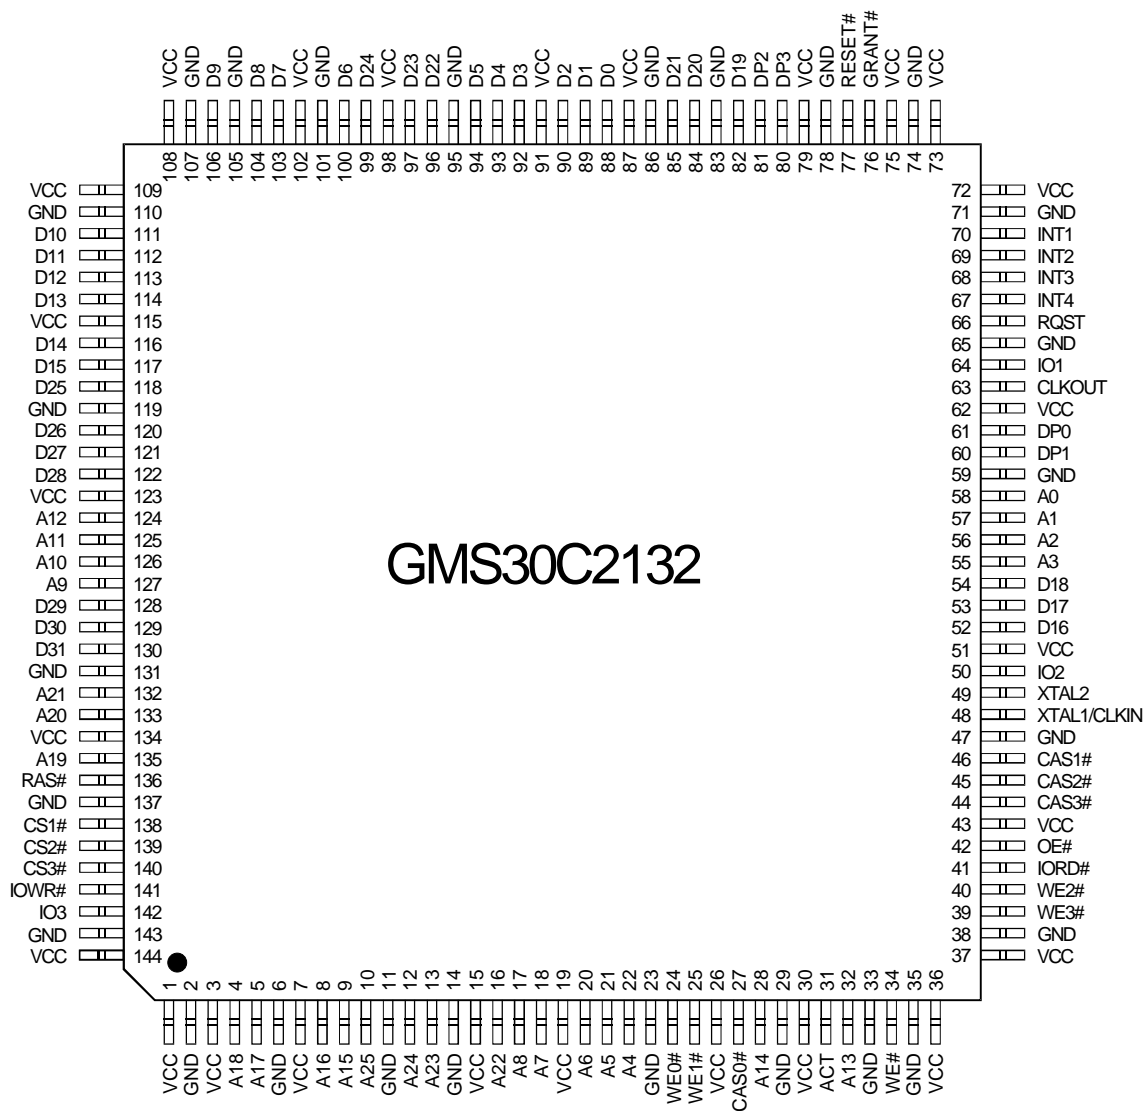 VCC GND D9 GND D8 D7 VCC GND D6 D24 VCC D23 D22 GND D5 D4 D3 VCC D2 D1 D0 VCC GND D21 D20 GND D19 DP2 DP3 VCC GND RESET# GRANT# VCC GND VCC
108 107 106 105 104 103 102 101 100 99 98 97 96 95 94 93 92 91 90 89 88 87 86 85 84 83 82 81 80 79 78 77 76 75 74 73
VCC 109 72 VCC
GND 110 71 GND
D10 111 70 INT1
D11 112 69 INT2
D12 113 68 INT3
D13 114 67 INT4
VCC 115 66 RQST
D14 116 65 GND
D15 117 64 IO1
D25 118 63 CLKOUT
GND 119 62 VCC
D26 120 61 DP0
D27 121 60 DP1
D28 122 59 GND
VCC 123 58 A0
A12 124 57 A1
A11 125 56 A2
A10 126 55 A3
GMS30C2132
A9 127 54 D18
D29 128 53 D17
D30 129 52 D16
D31 130 51 VCC
GND 131 50 IO2
A21 132 49 XTAL2
A20 133 48 XTAL1/CLKIN
VCC 134 47 GND
A19 135 46 CAS1#
RAS# 136 45 CAS2#
GND 137 44 CAS3#
CS1# 138 43 VCC
CS2# 139 42 OE#
CS3# 140 41 IORD#
IOWR# 141 40 WE2#
IO3 142 39 WE3#
GND 143 38 GND
VCC 144 37 VCC
1 2 3 4 5 6 7 8 9 10 11 12 13 14 15 16 17 18 19 20 21 22 23 24 25 26 27 28 29 30 31 32 33 34 35 36
VCC GND VCC A18 A17 GND VCC A16 A15 A25 GND A24 A23 GND VCC A22 A8 A7 VCC A6 A5 A4 GND WE0# WE1# VCC CAS0# A14 GND VCC ACT A13 GND WE# GND VCC